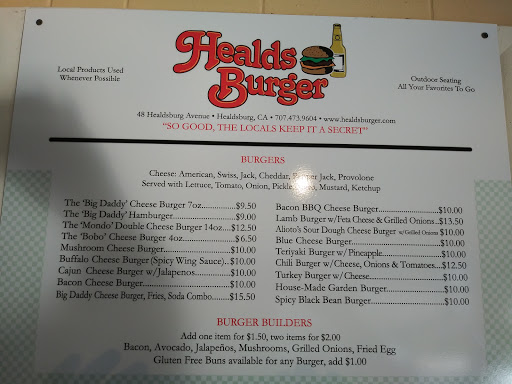 Healds
Burger
Local Products Used
Whenever Possible
Outdoor Seating
All Your Favorites To Go
48 Healdsburg Avenue • Healdsburg, CA • 707.473.9604 • www.healdsburger.com
"SO GOOD, THE LOCALS KEEP IT A SECRET"
BURGERS
Cheese: American, Swiss, Jack, Cheddar, Jack, Provolone
Served with Lettuce, Tomato, Onion, Pickle, Mustard, Ketchup
The 'Big Daddy' Cheese Burger 7oz.......$9.50
The 'Big Daddy' Hamburger.......$9.00
The 'Mondo' Double Cheese Burger 14oz....$12.50
The 'Bobo' Cheese Burger 4oz.......$6.50
Mushroom Cheese Burger.......$10.00
Buffalo Cheese Burger (Spicy Wing Sauce)..$10.00
Cajun Cheese Burger w/Jalapenos.......$10.00
Bacon Cheese Burger.......$10.00
Big Daddy Cheese Burger, Fries, Soda Combo.......$15.50
Bacon BBQ Cheese Burger.......$10.00
Lamb Burger w/Feta Cheese & Grilled Onions...$13.50
Alioto's Sour Dough Cheese Burger w/Grilled Onions $10.00
Blue Cheese Burger.......$10.00
Teriyaki Burger w/Pineapple.......$10.00
Chili Burger w/Cheese, Onions & Tomatoes....$12.50
Turkey Burger w/Cheese.......$10.00
House-Made Garden Burger.......$10.00
Spicy Black Bean Burger.......$10.00
BURGER BUILDERS
Add one item for $1.50, two items for $2.00
Bacon, Avocado, Jalapeños, Mushrooms, Grilled Onions, Fried Egg
Gluten Free Buns available for any Burger, add $1.00